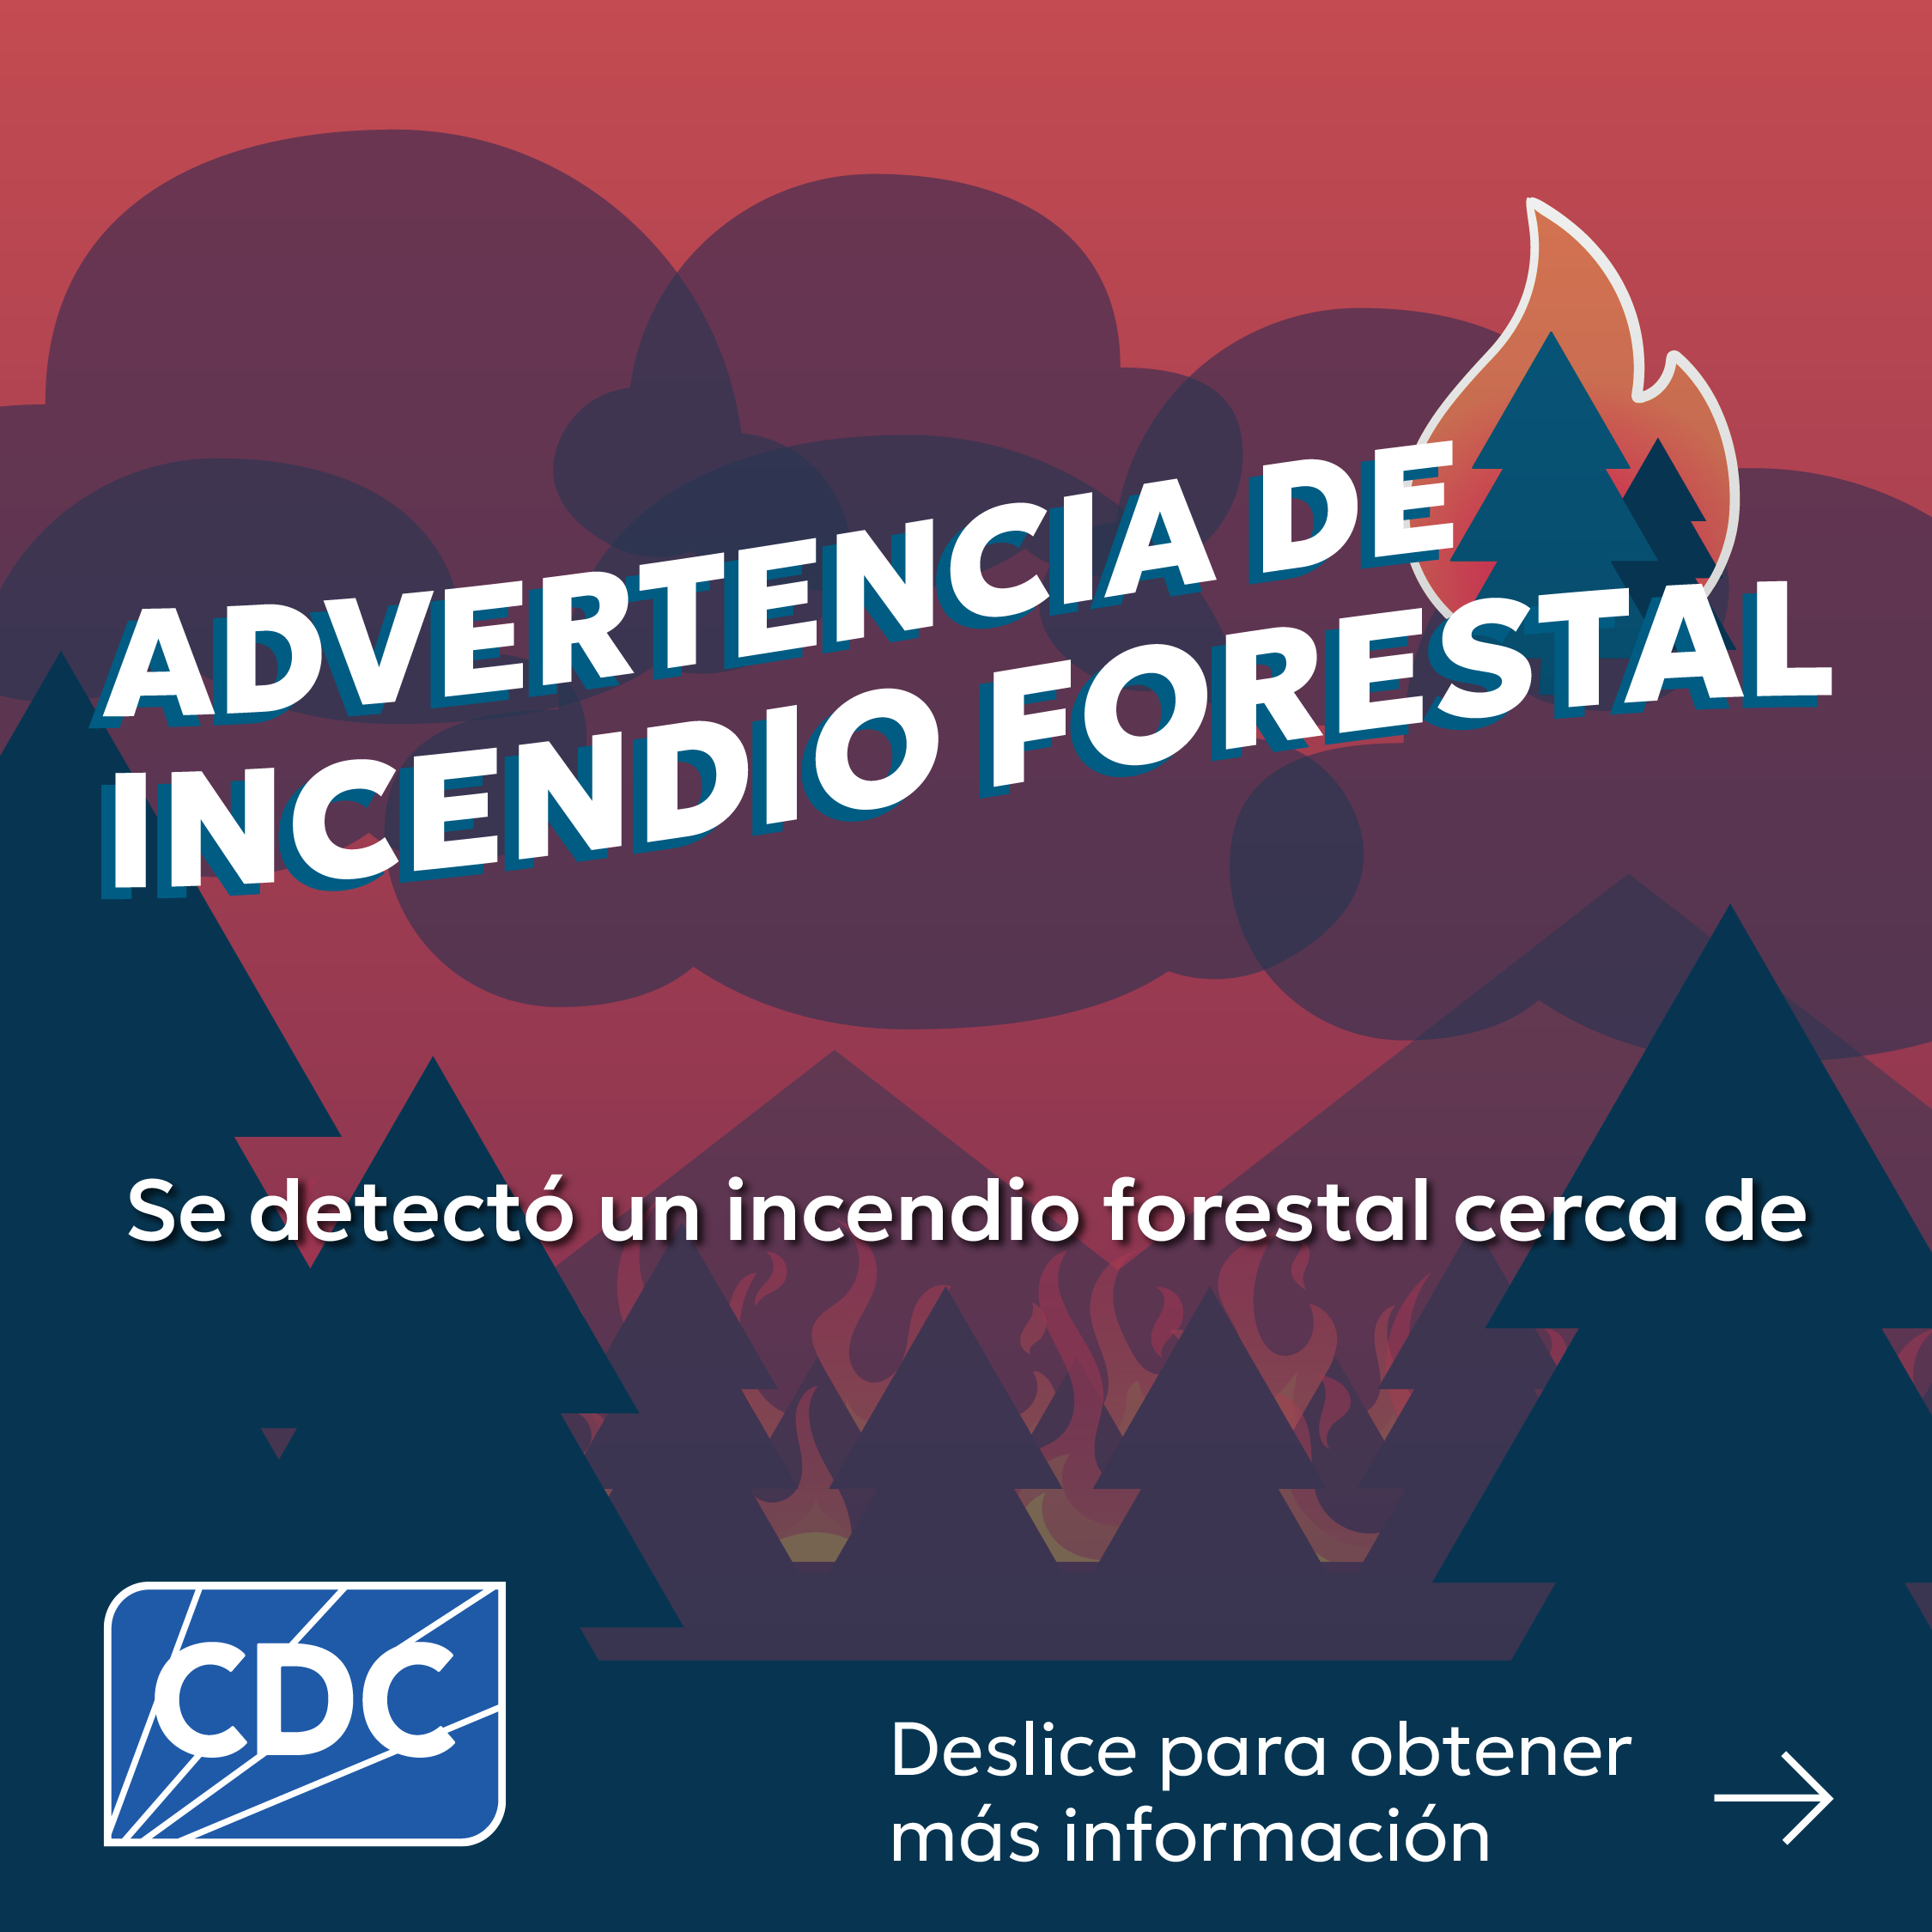 ADVERTENCIA DE
INCENDIO FORESTAL
Se detectó un incendio forestal cerca de
CDC
Deslice para obtener
más información